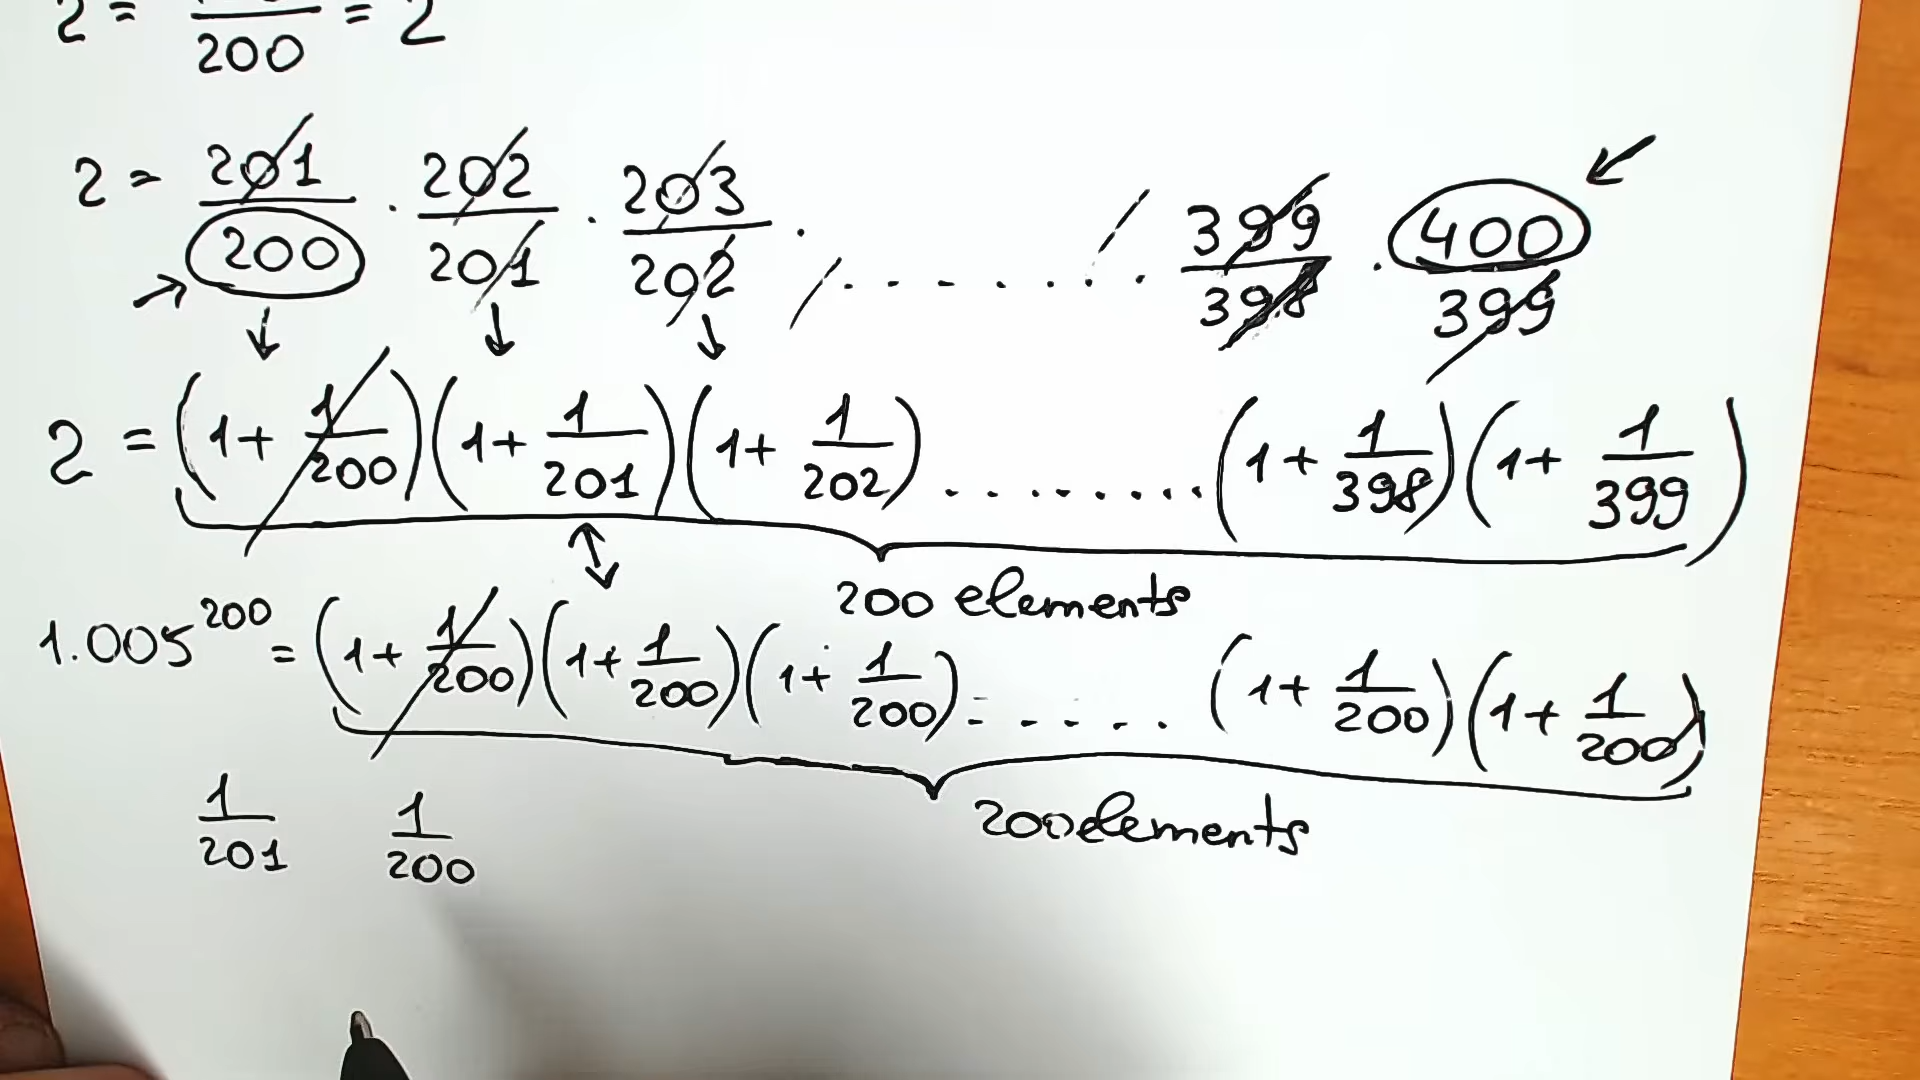 2 = /200 = 2
2 = 201/200 · 202/201 · 203/202 · ......... 399/398 · 400/399
2 = (1+ 1/200)(1+ 1/201)(1+ 1/202) ........ (1+ 1/398)(1+ 1/399)
200 elements
1.005^200 = (1+ 1/200)(1+ 1/200)(1+ 1/200) ..... (1+ 1/200)(1+ 1/200)
200 elements
1/201 1/200